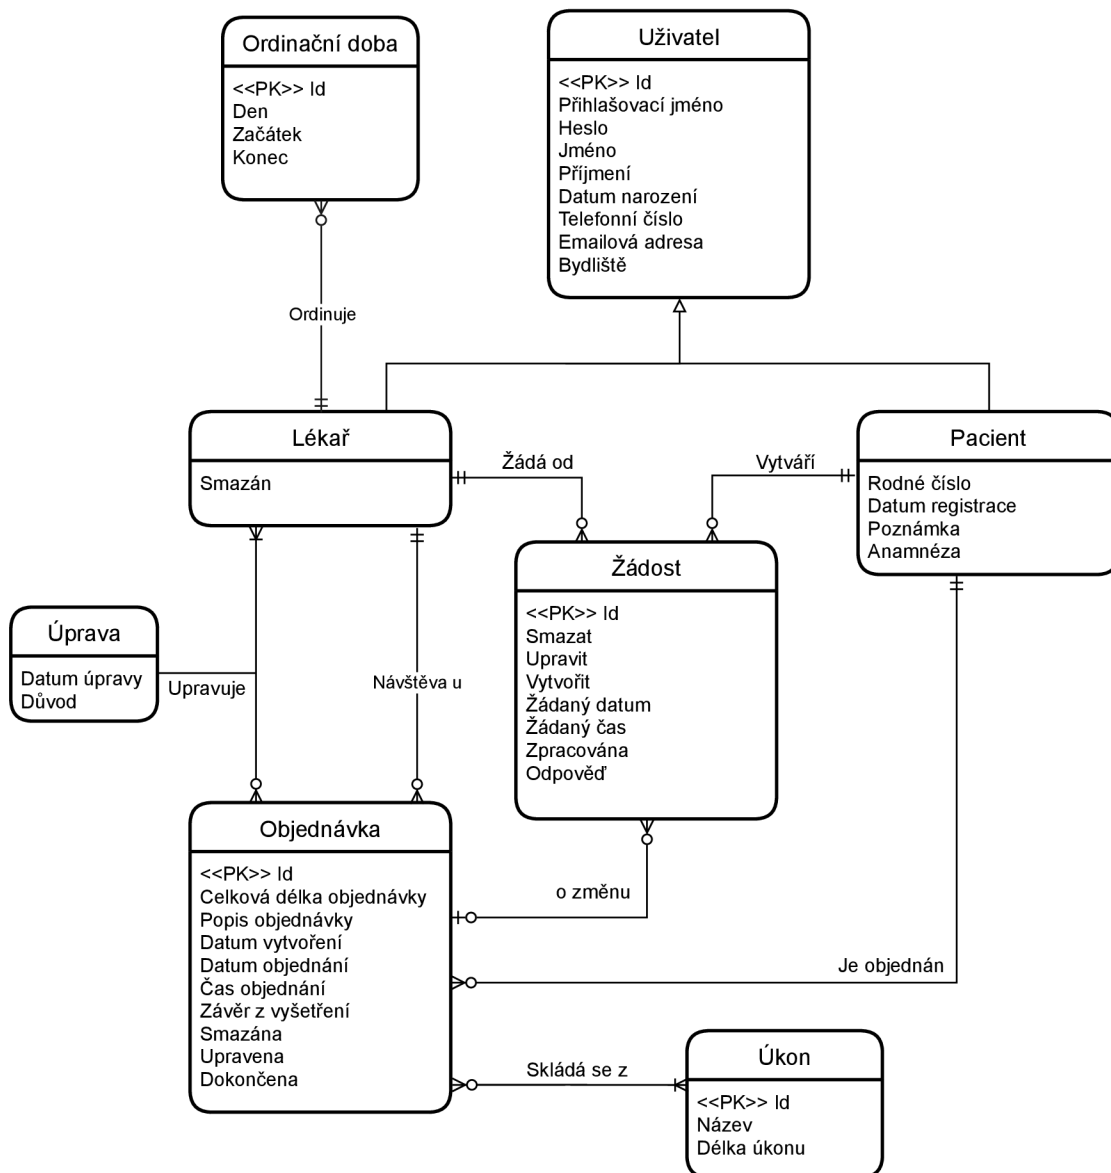 Ordinační doba
<<PK>> Id
Den
Začátek
Konec
Uživatel
<<PK>> Id
Přihlašovací jméno
Heslo
Jméno
Příjmení
Datum narození
Telefonní číslo
Emailová adresa
Bydliště
Ordinuje
Lékař
Smazán
Žádá od
Vytváří
Pacient
Rodné číslo
Datum registrace
Poznámka
Anamnéza
Žádost
<<PK>> Id
Smazat
Upravit
Vytvořit
Žádaný datum
Žádaný čas
Zpracována
Odpověď
Úprava
Datum úpravy
Důvod
Upravuje
Návštěva u
Objednávka
<<PK>> Id
Celková délka objednávky
Popis objednávky
Datum vytvoření
Datum objednání
Čas objednání
Závěr z vyšetření
Smazána
Upravena
Dokončena
o změnu
Je objednán
Skládá se z
Úkon
<<PK>> Id
Název
Délka úkonu